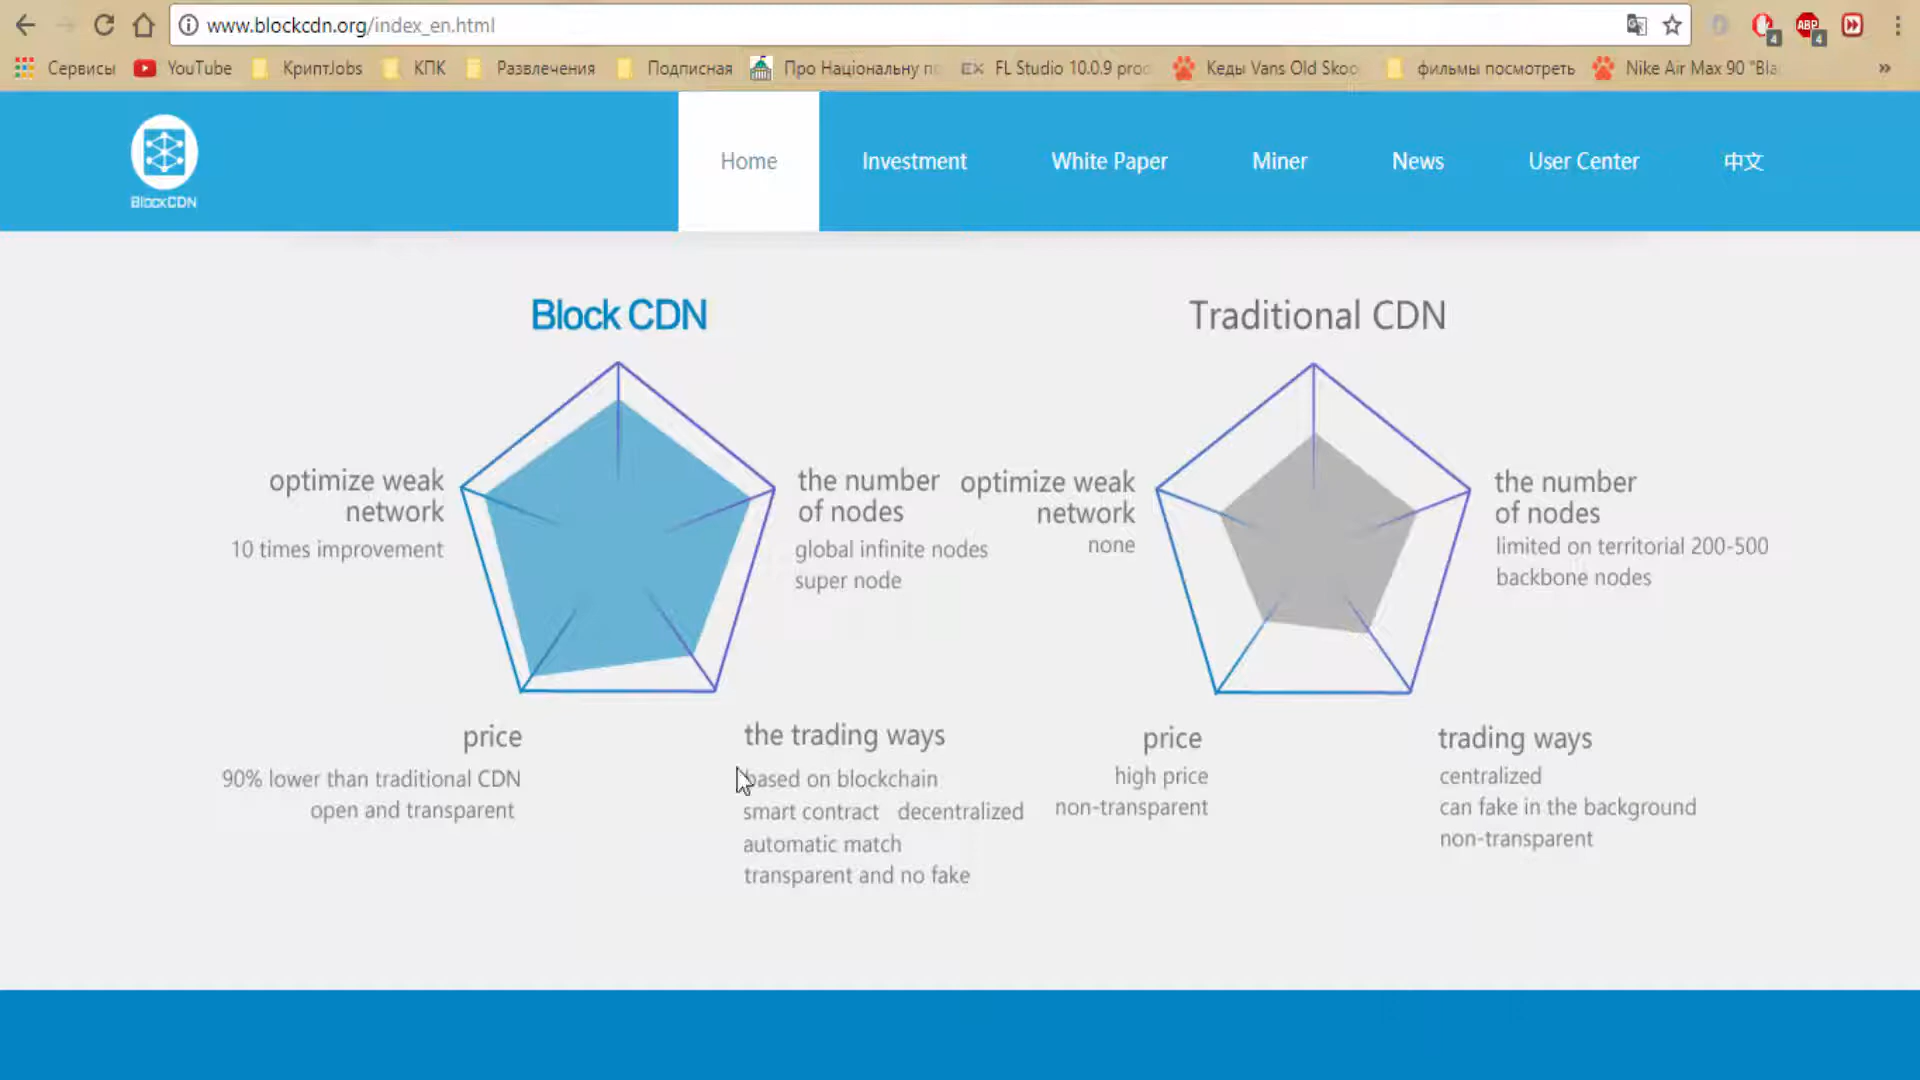 www.blockcdn.org/index_en.html
4
ABP
4
Сервисы
YouTube
КриптJobs
КПК
Развлечения
Подписная
Про Національну
EX
FL Studio 10.0.9
Кеды Vans Old
фильмы посмотреть
Nike Air Max 90
»
BlockCDN
Home
Investment
White Paper
Miner
News
User Center
中文
Block CDN
optimize weak
network
10 times improvement
the number
of nodes
global infinite nodes
super node
price
90% lower than traditional CDN
open and transparent
the trading ways
based on blockchain
smart contract decentralized
automatic match
transparent and no fake
Traditional CDN
optimize weak
network
none
the number
of nodes
limited on territorial 200-500
backbone nodes
price
high price
non-transparent
trading ways
centralized
can fake in the background
non-transparent